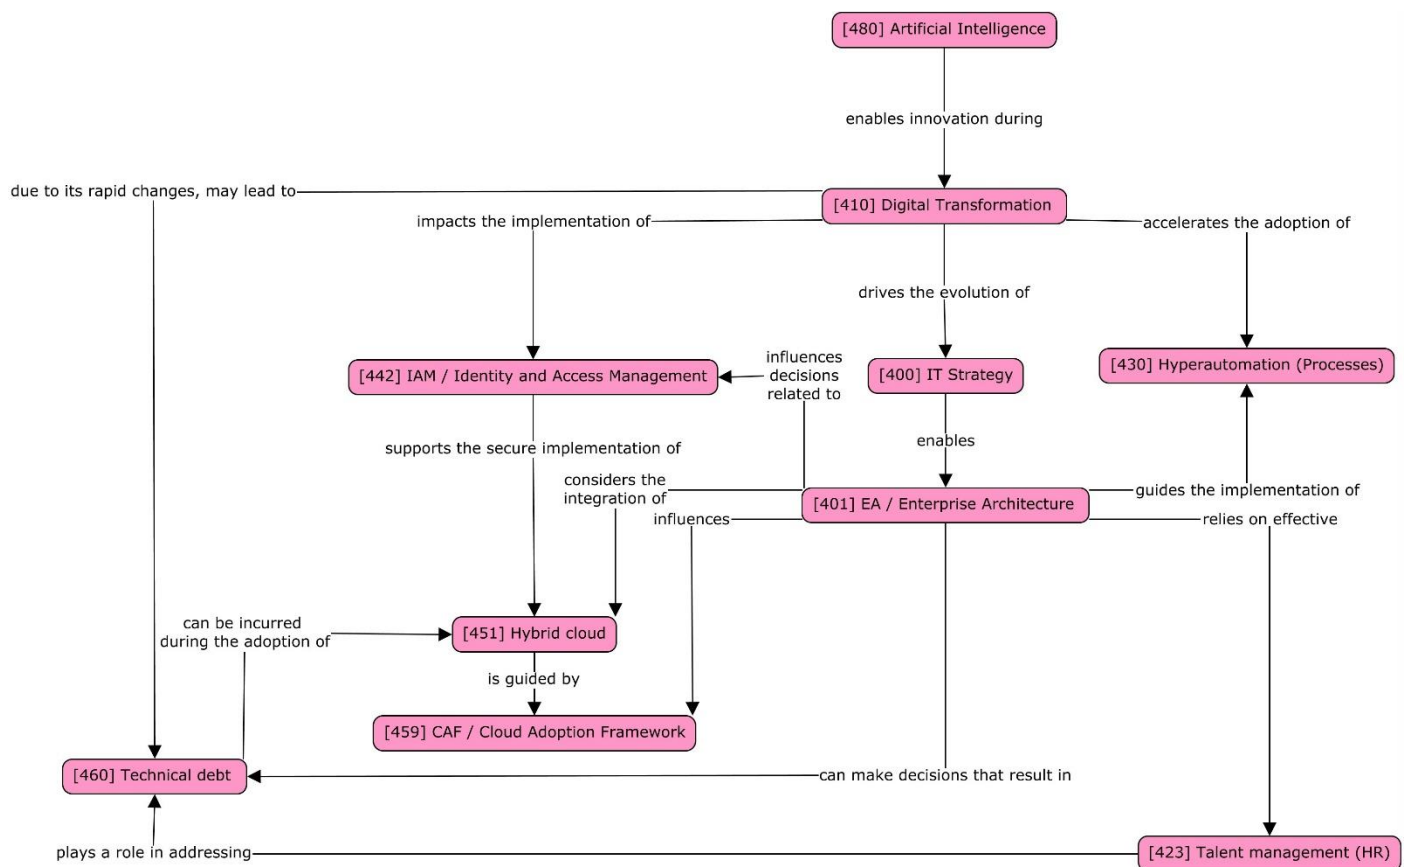 [480] Artificial Intelligence
enables innovation during
due to its rapid changes, may lead to
[410] Digital Transformation
impacts the implementation of
accelerates the adoption of
drives the evolution of
[442] IAM / Identity and Access Management
influences
decisions
related to
[400] IT Strategy
[430] Hyperautomation (Processes)
supports the secure implementation of
enables
considers the
integration of
[401] EA / Enterprise Architecture
guides the implementation of
influences
relies on effective
can be incurred
during the adoption of
[451] Hybrid cloud
is guided by
[459] CAF / Cloud Adoption Framework
[460] Technical debt
can make decisions that result in
plays a role in addressing
[423] Talent management (HR)